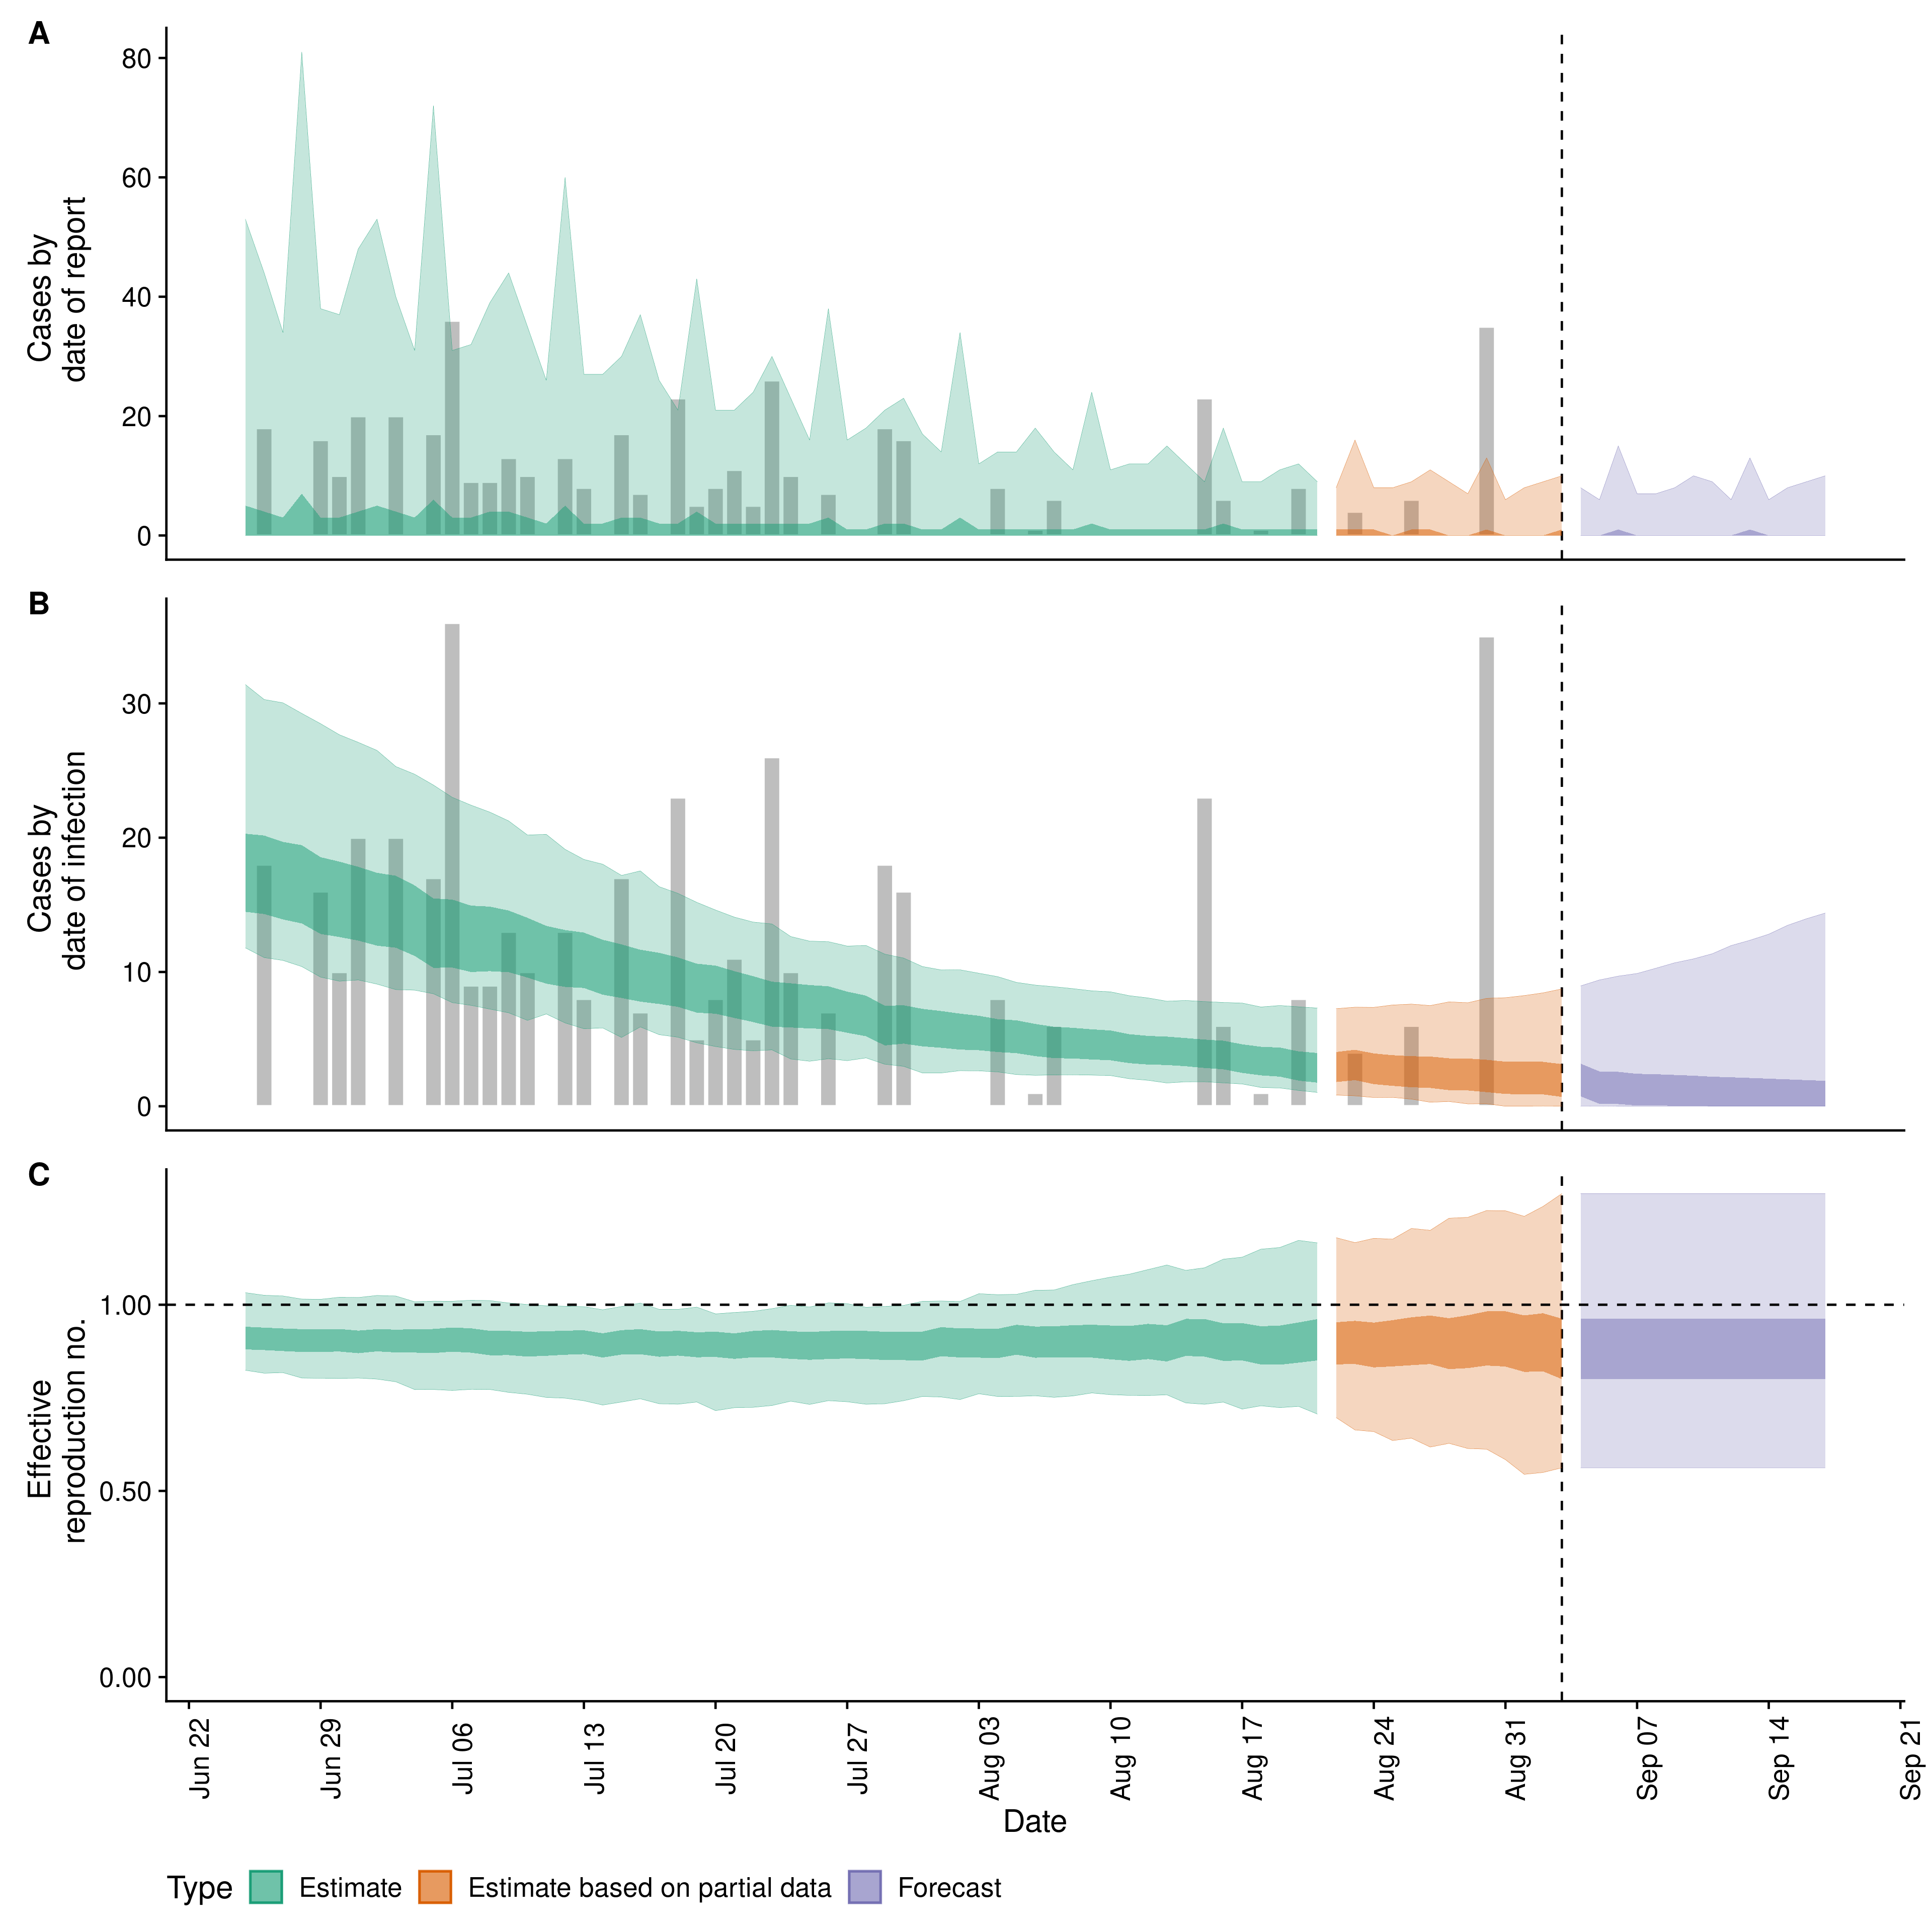 A
80
60
40
20
0
Cases by
date of report
B
30
20
10
0
Cases by
date of infection
C
1.00
0.50
0.00
Effective
reproduction no.
Jun 22
Jun 29
Jul 06
Jul 13
Jul 20
Jul 27
Aug 03
Aug 10
Aug 17
Aug 24
Aug 31
Sep 07
Sep 14
Sep 21
Date
Type Estimate Estimate based on partial data Forecast